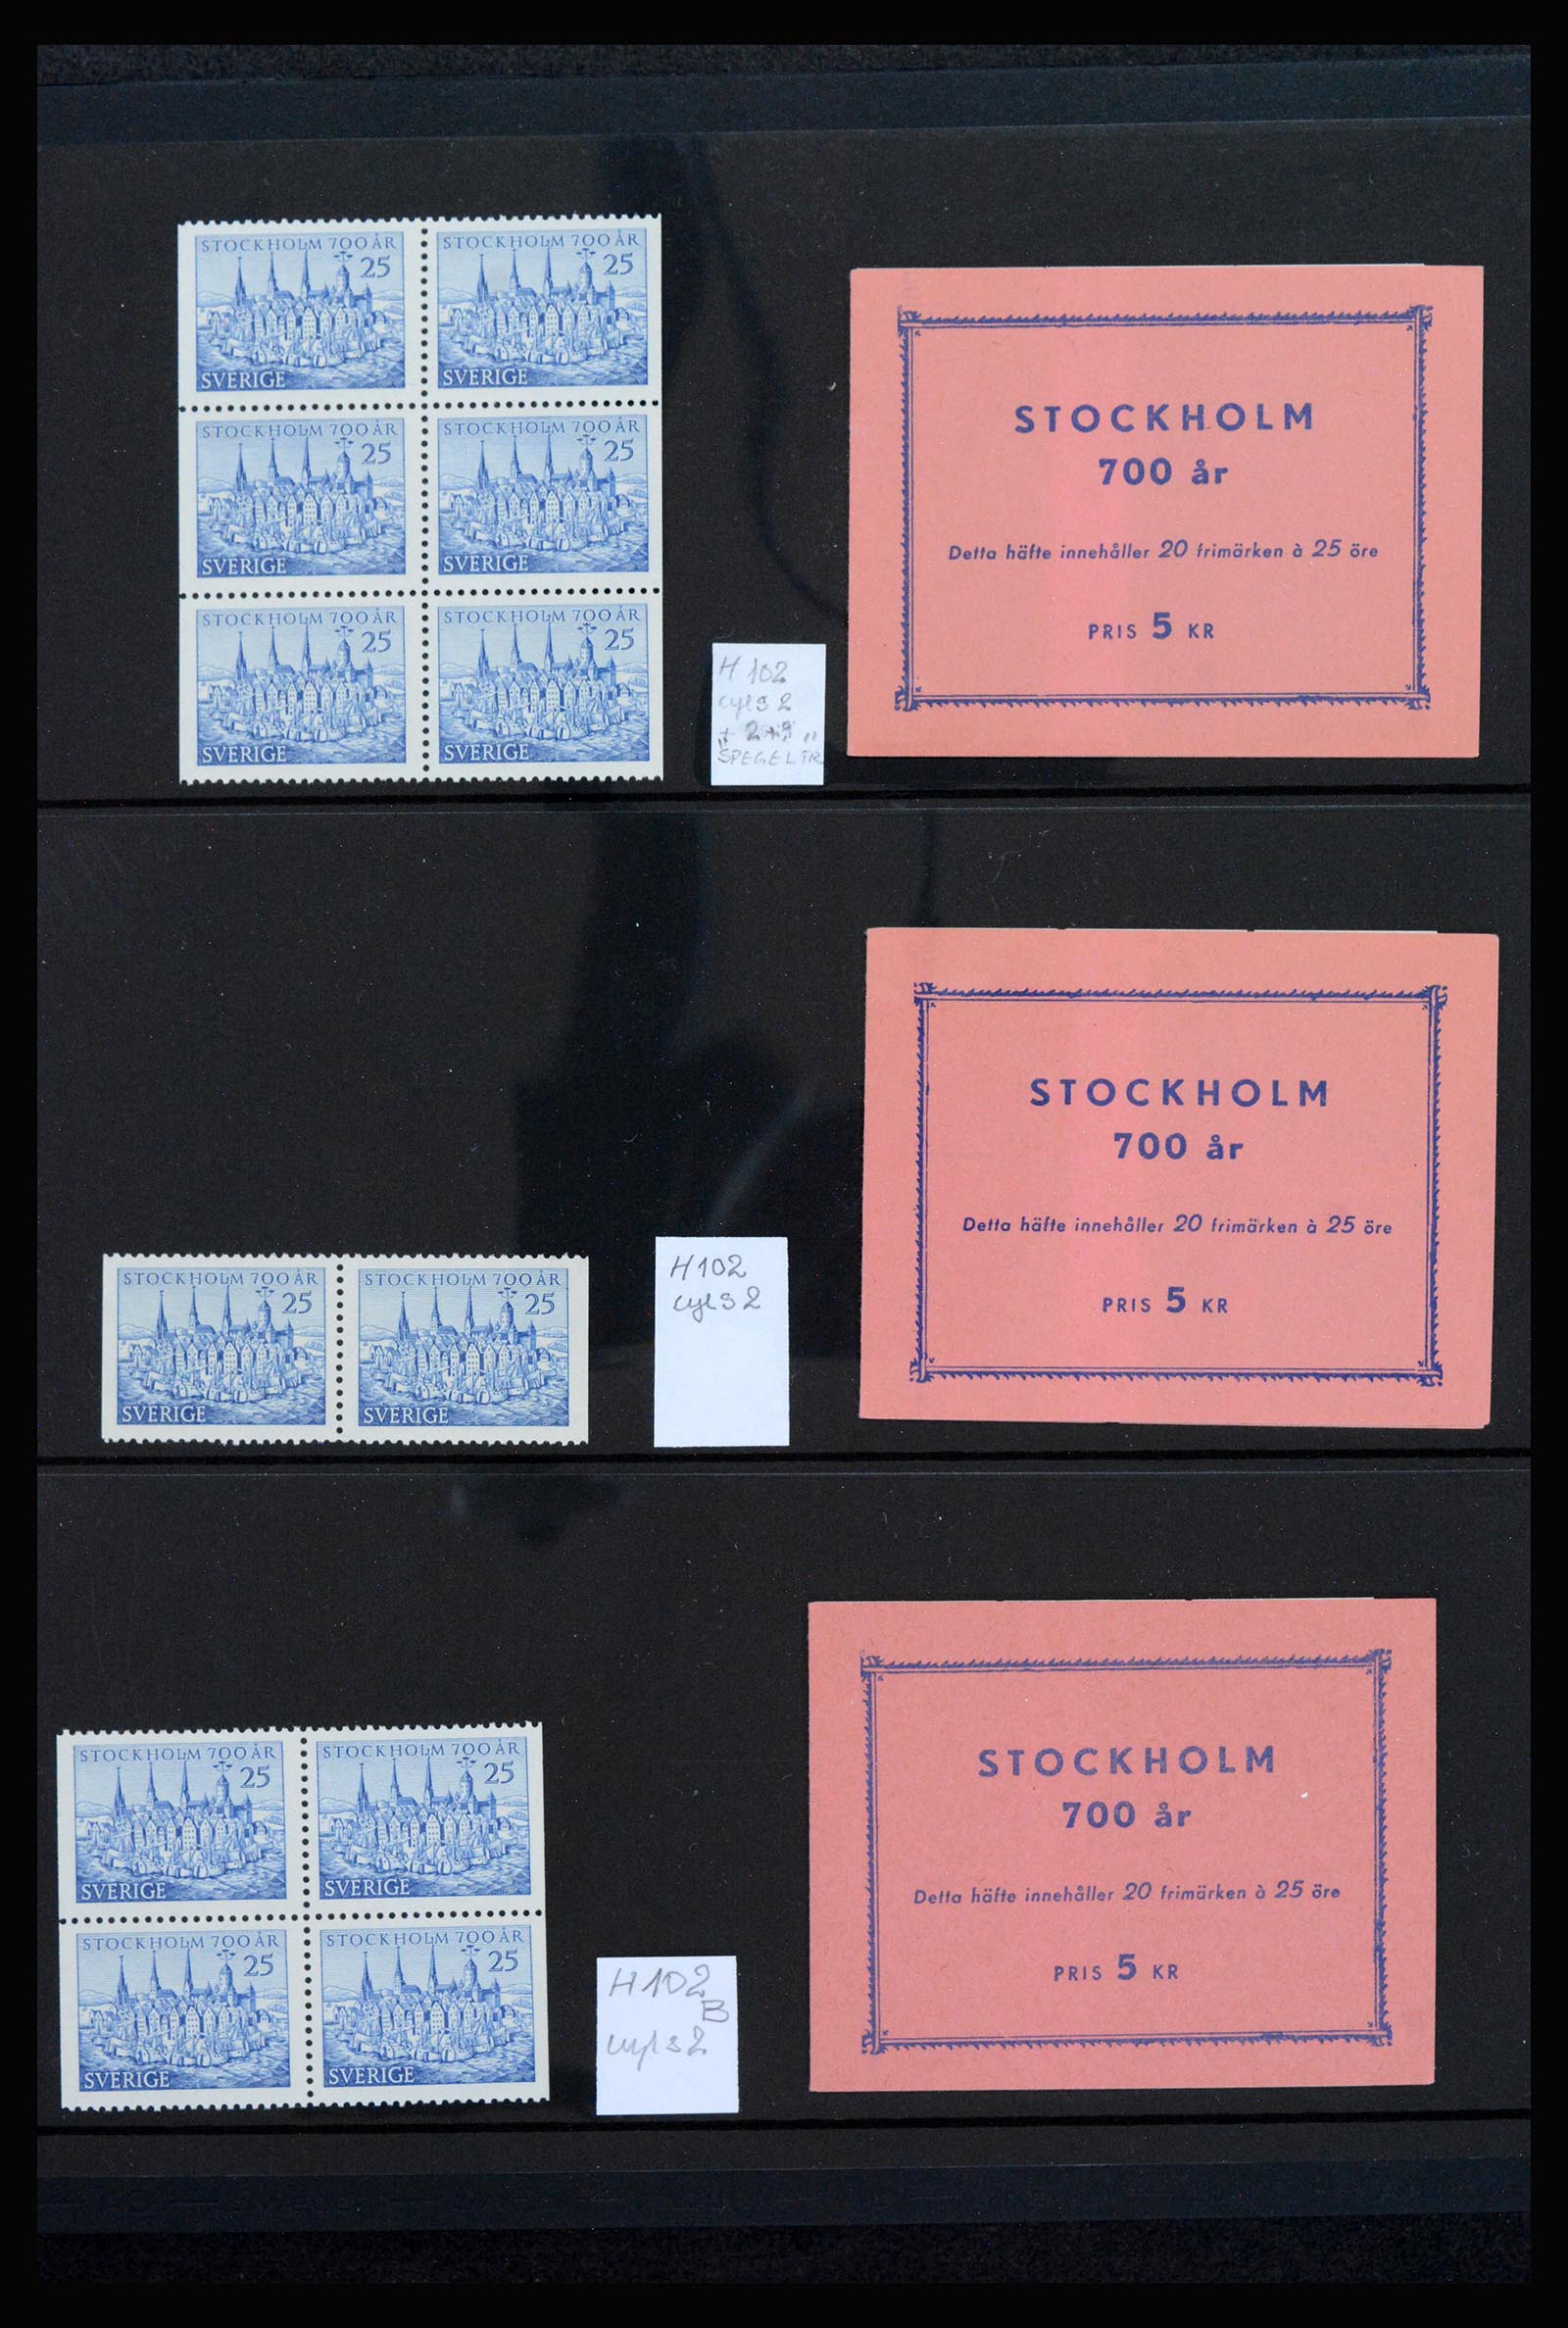 STOCKHOLM 700 ÅR
25
SVERIGE
STOCKHOLM 700 ÅR
25
SVERIGE
STOCKHOLM 700 ÅR
25
SVERIGE
STOCKHOLM 700 ÅR
25
SVERIGE
STOCKHOLM 700 ÅR
25
SVERIGE
STOCKHOLM 700 ÅR
25
SVERIGE
H 102
cyls 2
SPEGELTR
STOCKHOLM
700 år
Detta häfte innehåller 20 frimärken à 25 öre
PRIS 5 KR
STOCKHOLM 700 ÅR
25
SVERIGE
STOCKHOLM 700 ÅR
25
SVERIGE
H102
cyls 2
STOCKHOLM
700 år
Detta häfte innehåller 20 frimärken à 25 öre
PRIS 5 KR
STOCKHOLM 700 ÅR
25
SVERIGE
STOCKHOLM 700 ÅR
25
SVERIGE
STOCKHOLM 700 ÅR
25
SVERIGE
STOCKHOLM 700 ÅR
25
SVERIGE
H102
B
cyls 2
STOCKHOLM
700 år
Detta häfte innehåller 20 frimärken à 25 öre
PRIS 5 KR